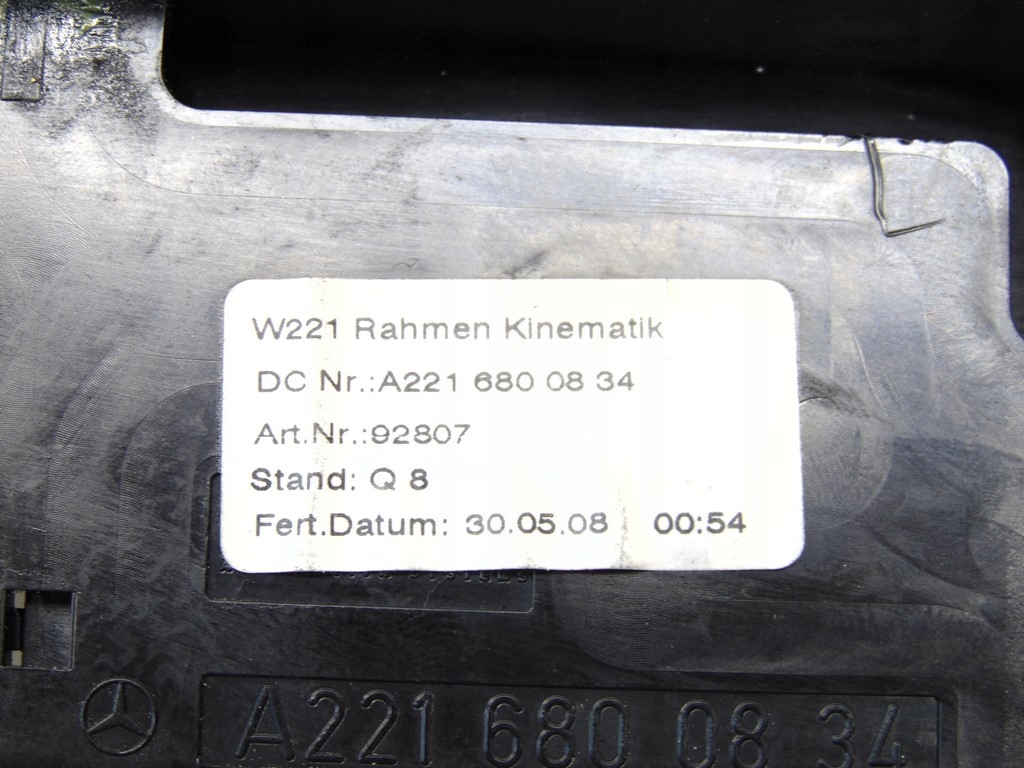 W221 Rahmen Kinematik
DC Nr.:A221 680 08 34
Art.Nr.:92807
Stand: Q 8
Fert.Datum: 30.05.08 00:54
A221 680 08 34